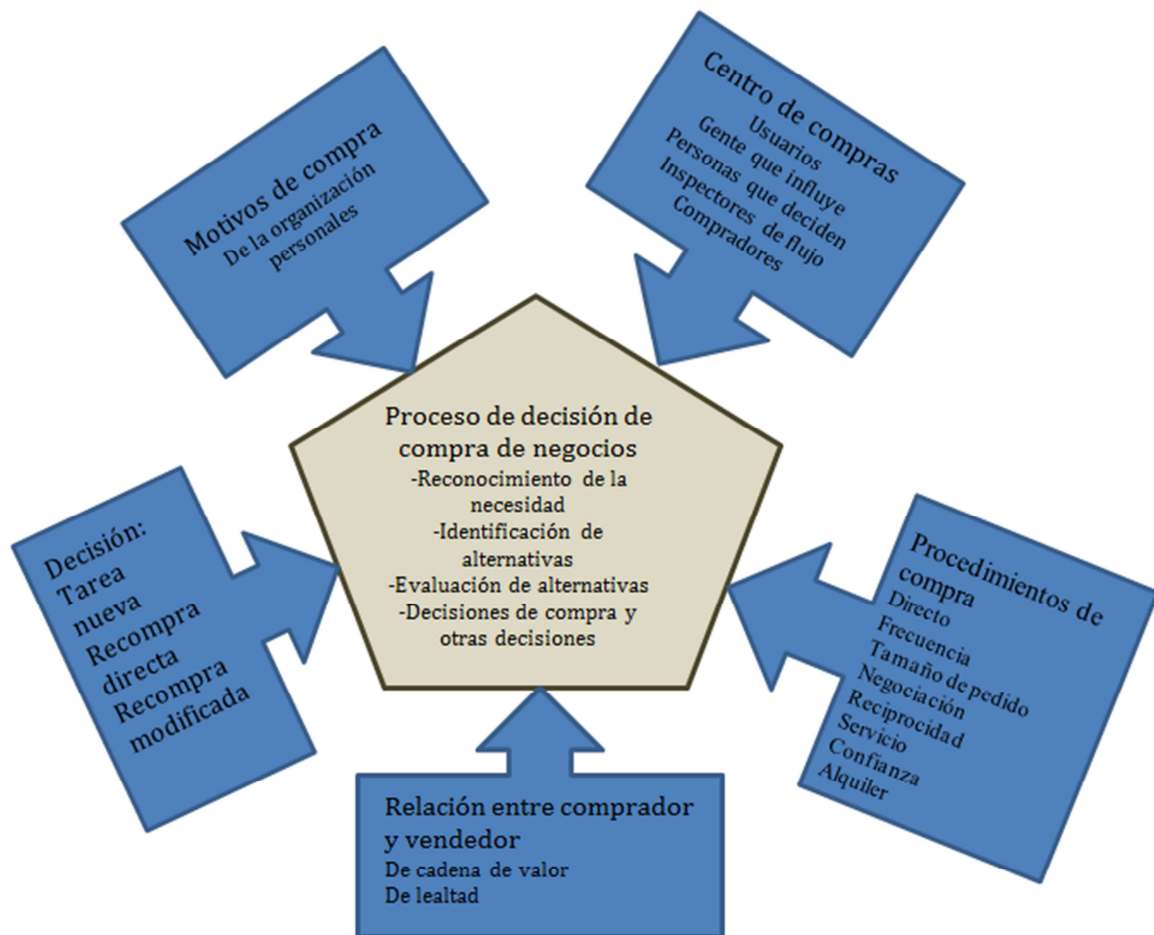 Motivos de compra
De la organización
personales
Centro de compras
Usuarios
Gente que influye
Personas que deciden
Inspectores de flujo
Compradores
Proceso de decisión de
compra de negocios
-Reconocimiento de la
necesidad
-Identificación de
alternativas
-Evaluación de alternativas
-Decisiones de compra y
otras decisiones
Decisión:
Tarea
nueva
Recompra
directa
Recompra
modificada
Procedimientos de
compra
Directo
Frecuencia
Tamaño de pedido
Negociación
Reciprocidad
Servicio
Confianza
Alquiler
Relación entre comprador
y vendedor
De cadena de valor
De lealtad